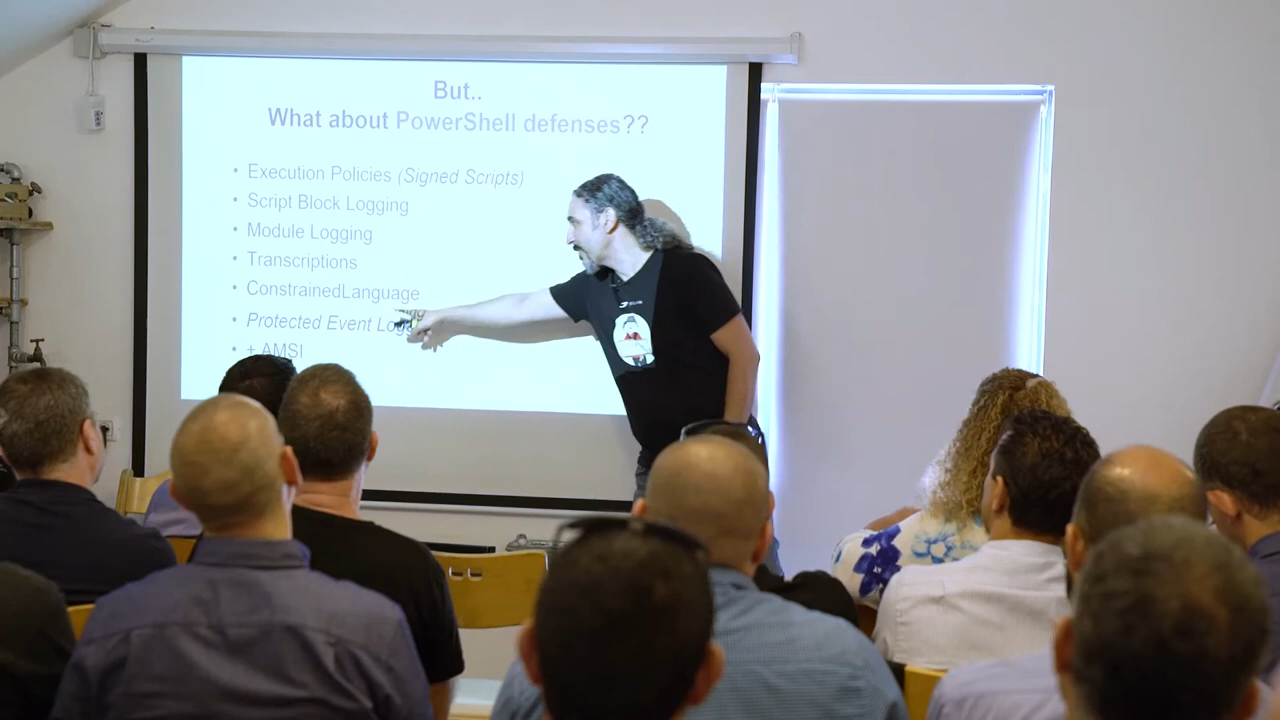 But..
What about PowerShell defenses??
• Execution Policies (Signed Scripts)
• Script Block Logging
• Module Logging
• Transcriptions
• ConstrainedLanguage
• Protected Event
• + AMSI